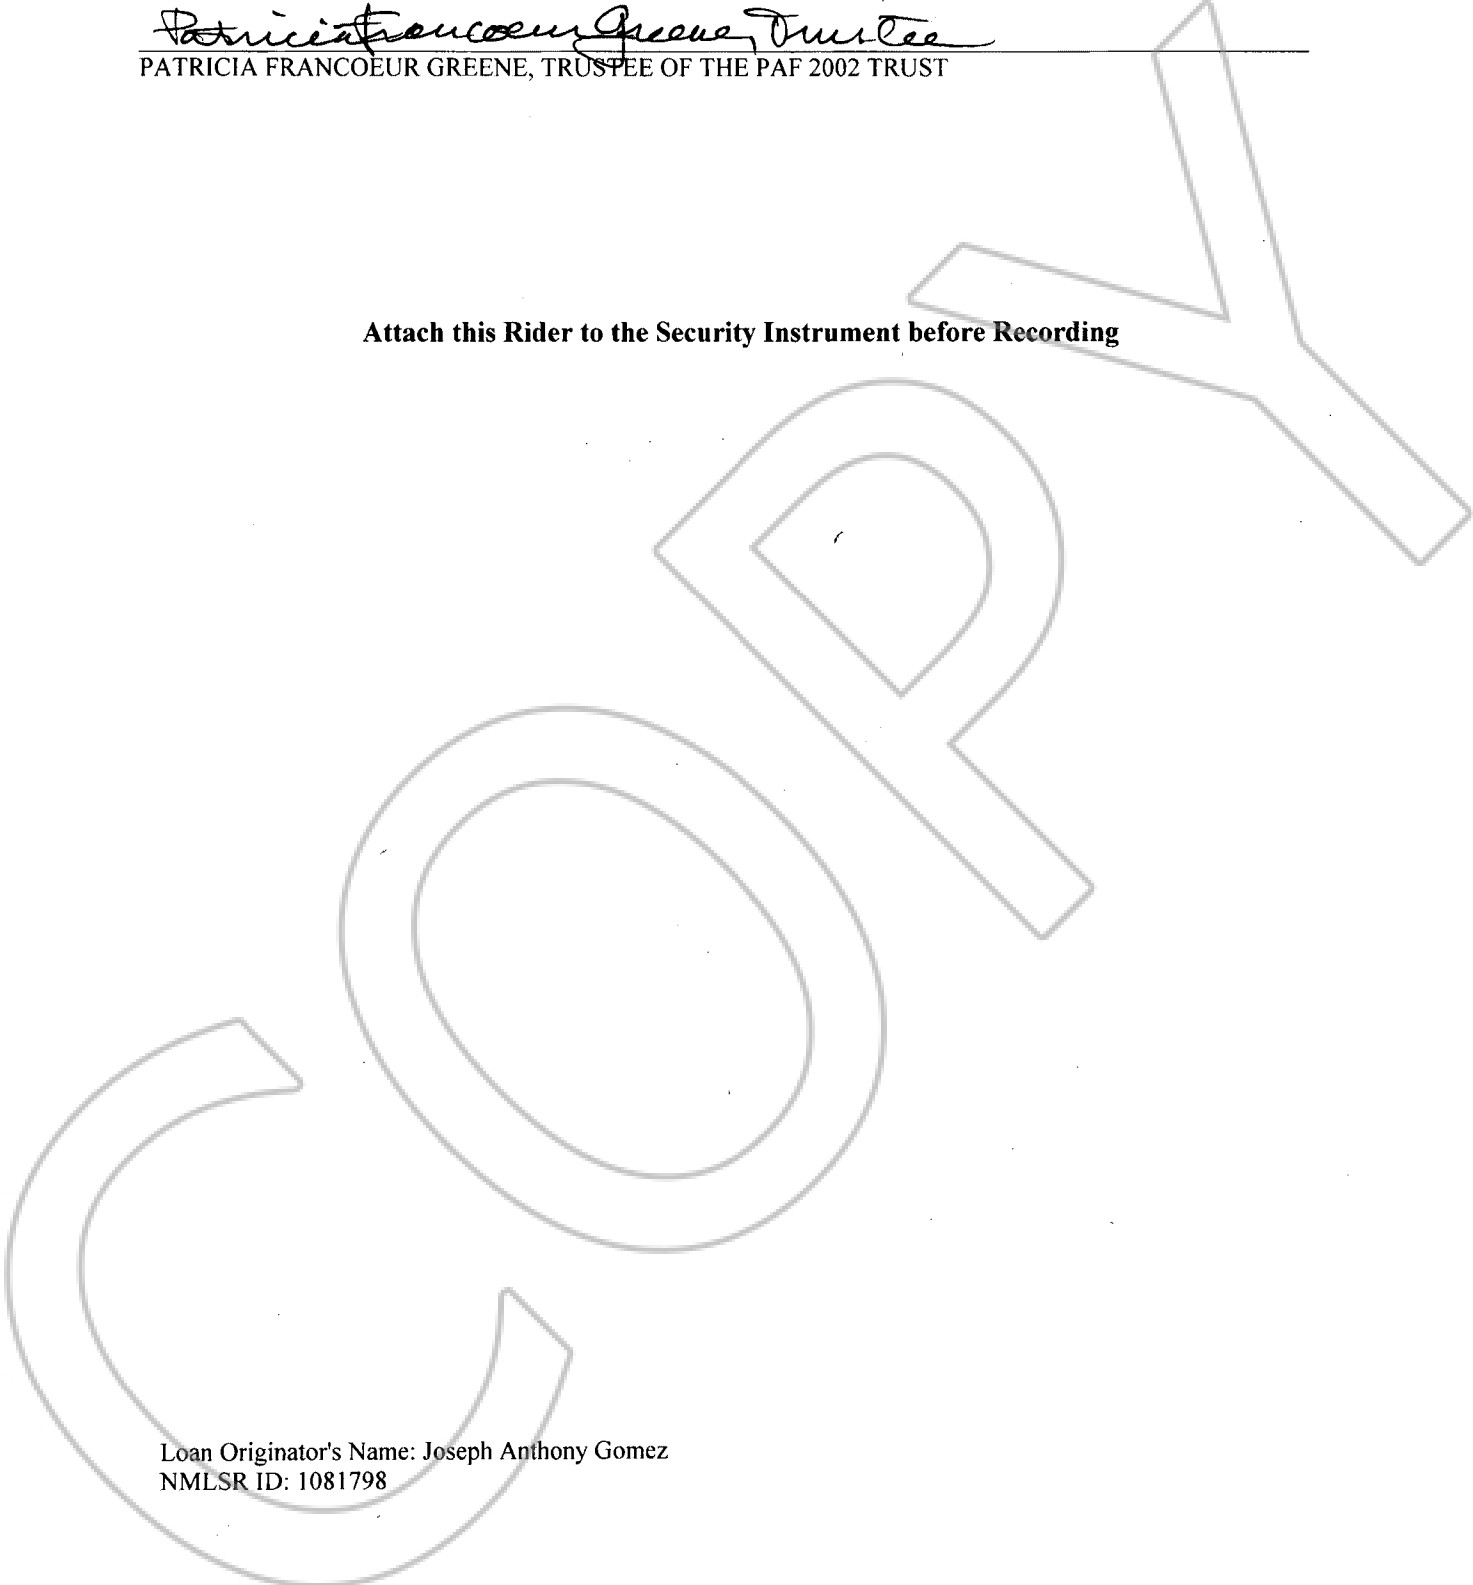 Patricia Francoeur Greene, Trustee
PATRICIA FRANCOEUR GREENE, TRUSTEE OF THE PAF 2002 TRUST
Attach this Rider to the Security Instrument before Recording
COPY
Loan Originator's Name: Joseph Anthony Gomez
NMLSR ID: 1081798